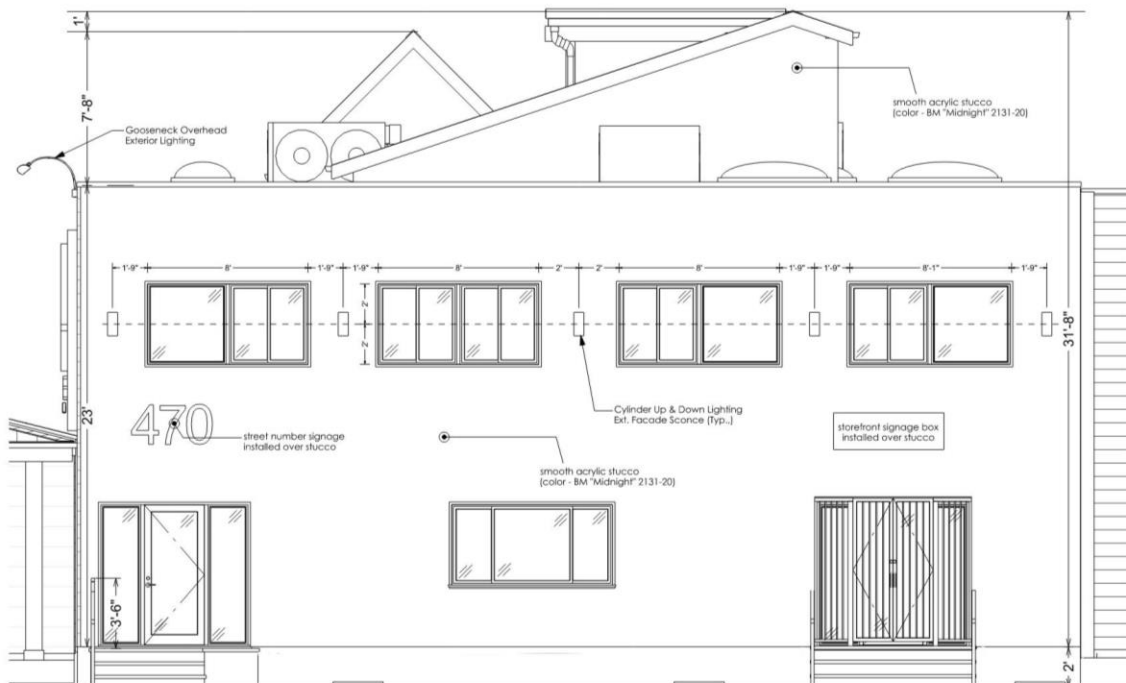 1'
7'-8"
Gooseneck Overhead
Exterior Lighting
smooth acrylic stucco
(color - BM "Midnight" 2131-20)
1'-9"
8'
1'-9"
1'-9"
8'
2'
2'
8'
1'-9"
1'-9"
8'-1"
1'-9"
2'
2'
31'-8"
23'
470
street number signage
installed over stucco
Cylinder Up & Down Lighting
Ext. Facade Sconce (Typ.,)
storefront signage box
installed over stucco
smooth acrylic stucco
(color - BM "Midnight" 2131-20)
3'-6"
2'